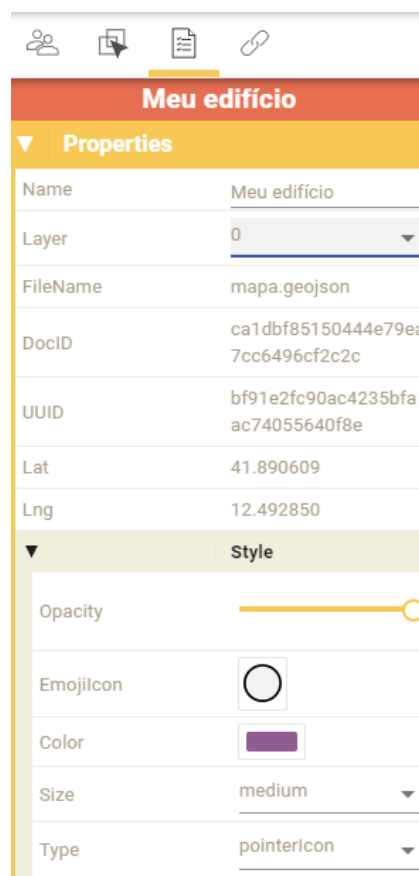 Meu edifício
Properties
Name Meu edifício
Layer 0
FileName mapa.geojson
DocID ca1dbf85150444e79ea
7cc6496cf2c2c
UUID bf91e2fc90ac4235bfa
ac74055640f8e
Lat 41.890609
Lng 12.492850
Style
Opacity
EmojiIcon
Color
Size medium
Type pointerIcon